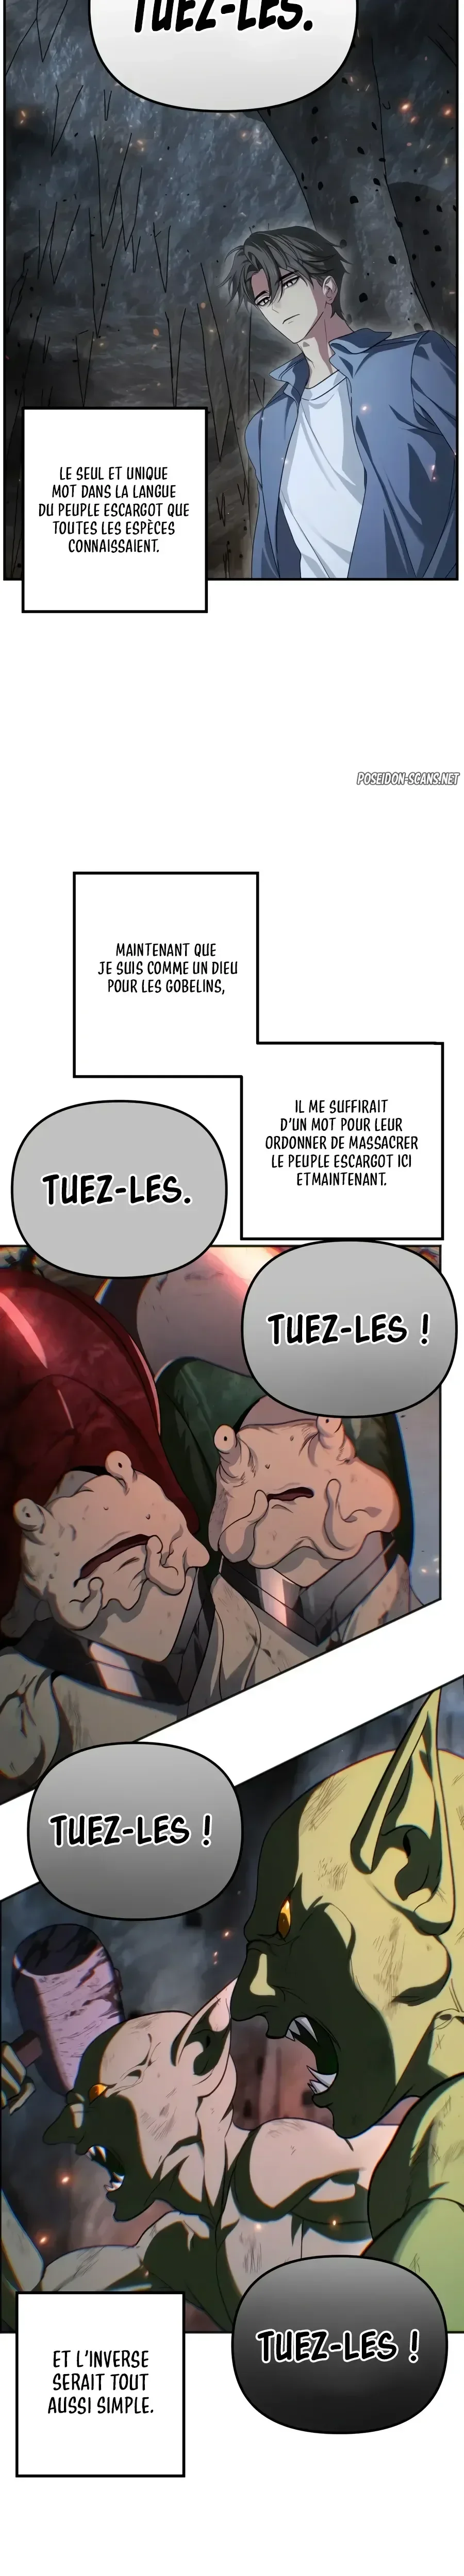 TUEZ-LES.
LE SEUL ET UNIQUE
MOT DANS LA LANGUE
DU PEUPLE ESCARGOT QUE
TOUTES LES ESPÈCES
CONNAISSAIENT.
POSEIDON-SCANS.NET
MAINTENANT QUE
JE SUIS COMME UN DIEU
POUR LES GOBELINS,
IL ME SUFFIRAIT
D'UN MOT POUR LEUR
ORDONNER DE MASSACRER
LE PEUPLE ESCARGOT ICI
ETMAINTENANT.
TUEZ-LES.
TUEZ-LES !
TUEZ-LES !
TUEZ-LES !
ET L'INVERSE
SERAIT TOUT
AUSSI SIMPLE.